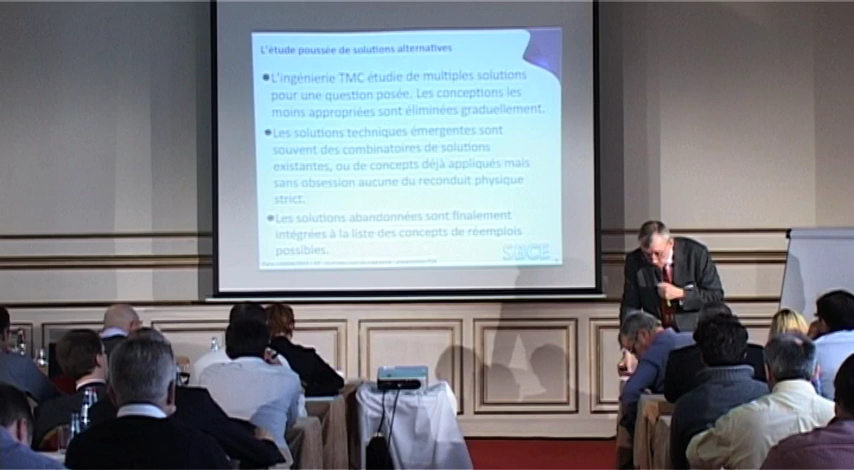 L'étude poussée de solutions alternatives
●L'ingénierie TMC étudie de multiples solutions
pour une question posée. Les conceptions les
moins appropriées sont éliminées graduellement.
●Les solutions techniques émergentes sont
souvent des combinatoires de solutions
existantes, ou de concepts déjà appliqués mais
sans obsession aucune du reconduit physique
strict.
●Les solutions abandonnées sont finalement
intégrées à la liste des concepts de réemplois
possibles.
SBCE